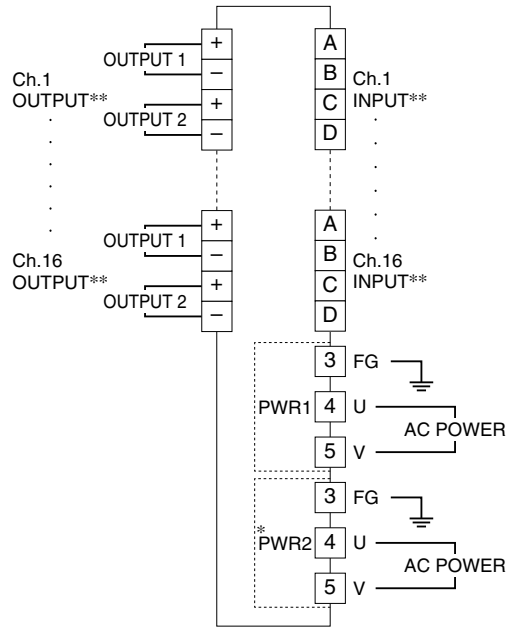 + A
OUTPUT 1
– B
Ch.1 Ch.1
OUTPUT** INPUT**
+ C
OUTPUT 2
– D
+ A
OUTPUT 1
– B
Ch.16 Ch.16
OUTPUT** INPUT**
+ C
OUTPUT 2
– D
3 FG
PWR1 4 U
AC POWER
5 V
3 FG
*
PWR2 4 U
AC POWER
5 V